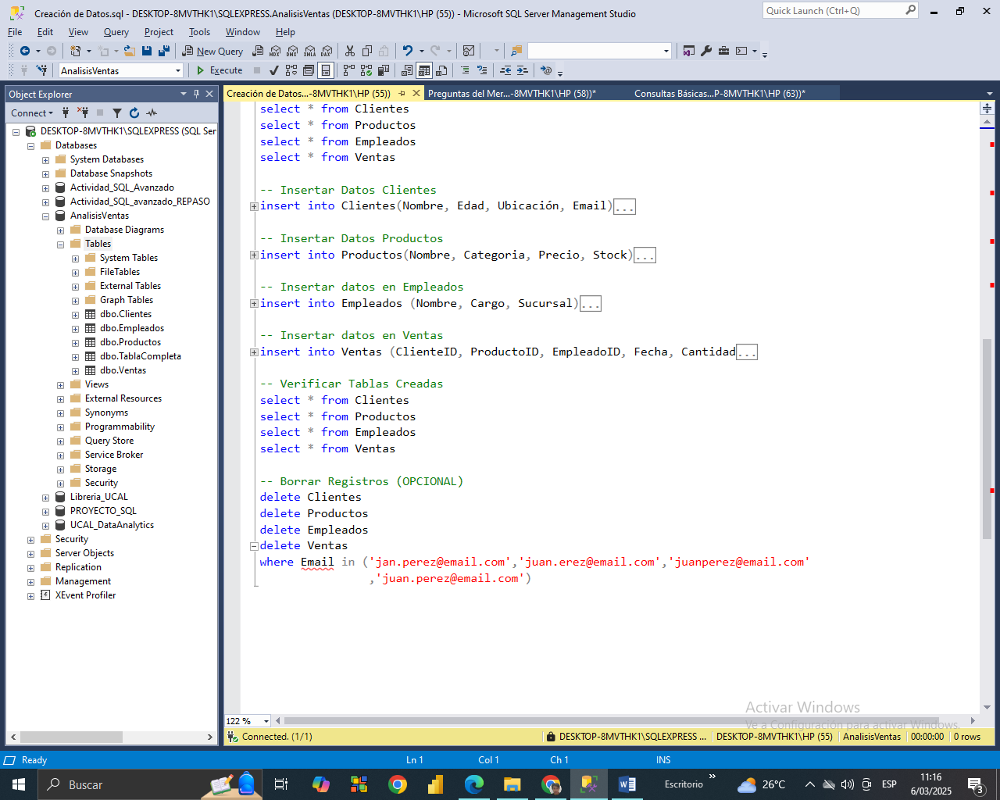 Creación de Datos.sql - DESKTOP-8MVTHK1\SQLEXPRESS.AnalisisVentas (DESKTOP-8MVTHK1\HP (55)) - Microsoft SQL Server Management Studio
Quick Launch (Ctrl+Q)
File Edit View Query Project Tools Window Help
New Query
MDX DMX XMLA DAX
AnalisisVentas
Execute
Object Explorer
Connect
DESKTOP-8MVTHK1\SQLEXPRESS (SQL Ser
Databases
System Databases
Database Snapshots
Actividad_SQL_Avanzado
Actividad_SQL_avanzado_REPASO
AnalisisVentas
Database Diagrams
Tables
System Tables
FileTables
External Tables
Graph Tables
dbo.Clientes
dbo.Empleados
dbo.Productos
dbo.TablaCompleta
dbo.Ventas
Views
External Resources
Synonyms
Programmability
Query Store
Service Broker
Storage
Security
Libreria_UCAL
PROYECTO_SQL
UCAL_DataAnalytics
Security
Server Objects
Replication
Management
XEvent Profiler
Creación de Datos...-8MVTHK1\HP (55))
Preguntas del Mer...-8MVTHK1\HP (58))*
Consultas Básicas...P-8MVTHK1\HP (63))*
select * from Clientes
select * from Productos
select * from Empleados
select * from Ventas
-- Insertar Datos Clientes
insert into Clientes(Nombre, Edad, Ubicación, Email)...
-- Insertar Datos Productos
insert into Productos(Nombre, Categoria, Precio, Stock)...
-- Insertar datos en Empleados
insert into Empleados (Nombre, Cargo, Sucursal)...
-- Insertar datos en Ventas
insert into Ventas (ClienteID, ProductoID, EmpleadoID, Fecha, Cantidad...
-- Verificar Tablas Creadas
select * from Clientes
select * from Productos
select * from Empleados
select * from Ventas
-- Borrar Registros (OPCIONAL)
delete Clientes
delete Productos
delete Empleados
delete Ventas
where Email in ('jan.perez@email.com','juan.erez@email.com','juanperez@email.com'
,'juan.perez@email.com')
Activar Windows
Ve a Configuración para activar Windows.
122 %
Connected. (1/1)
DESKTOP-8MVTHK1\SQLEXPRESS ...
DESKTOP-8MVTHK1\HP (55)
AnalisisVentas
00:00:00
0 rows
Ready
Ln 1
Col 1
Ch 1
INS
Buscar
Escritorio
26°C
ESP
11:16
6/03/2025
3